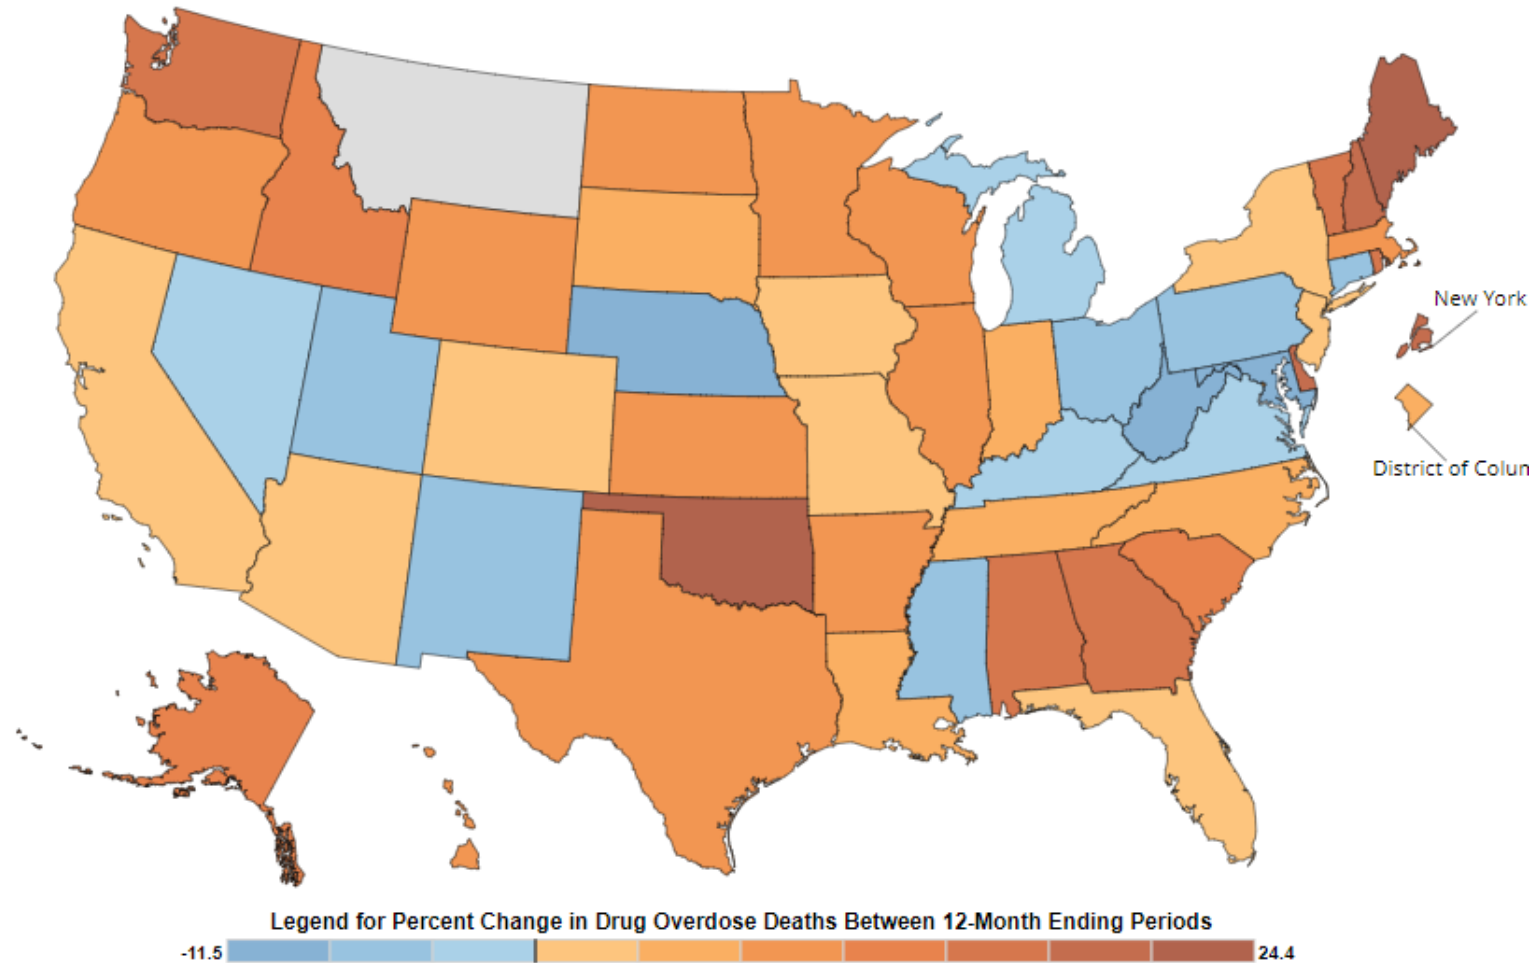 New York
District of Colun
Legend for Percent Change in Drug Overdose Deaths Between 12-Month Ending Periods
-11.5 24.4